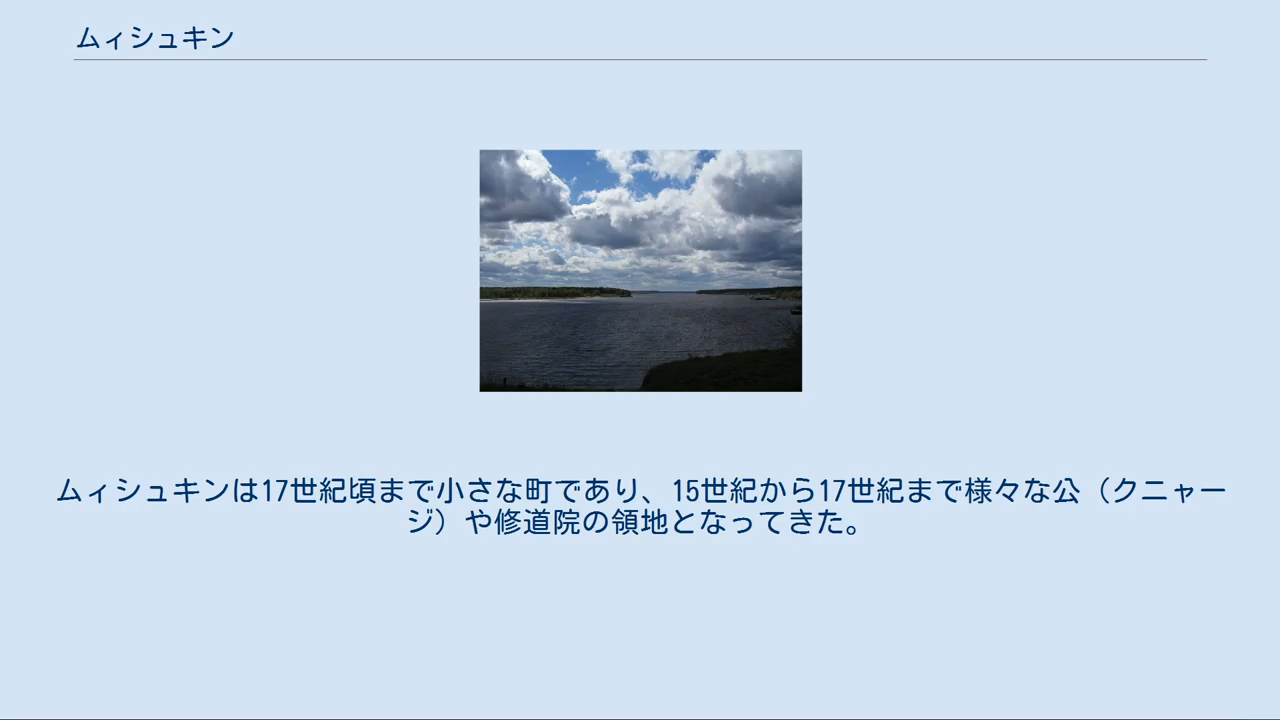 ムィシュキン
ムィシュキンは17世紀頃まで小さな町であり、15世紀から17世紀まで様々な公（クニャー
ジ）や修道院の領地となってきた。